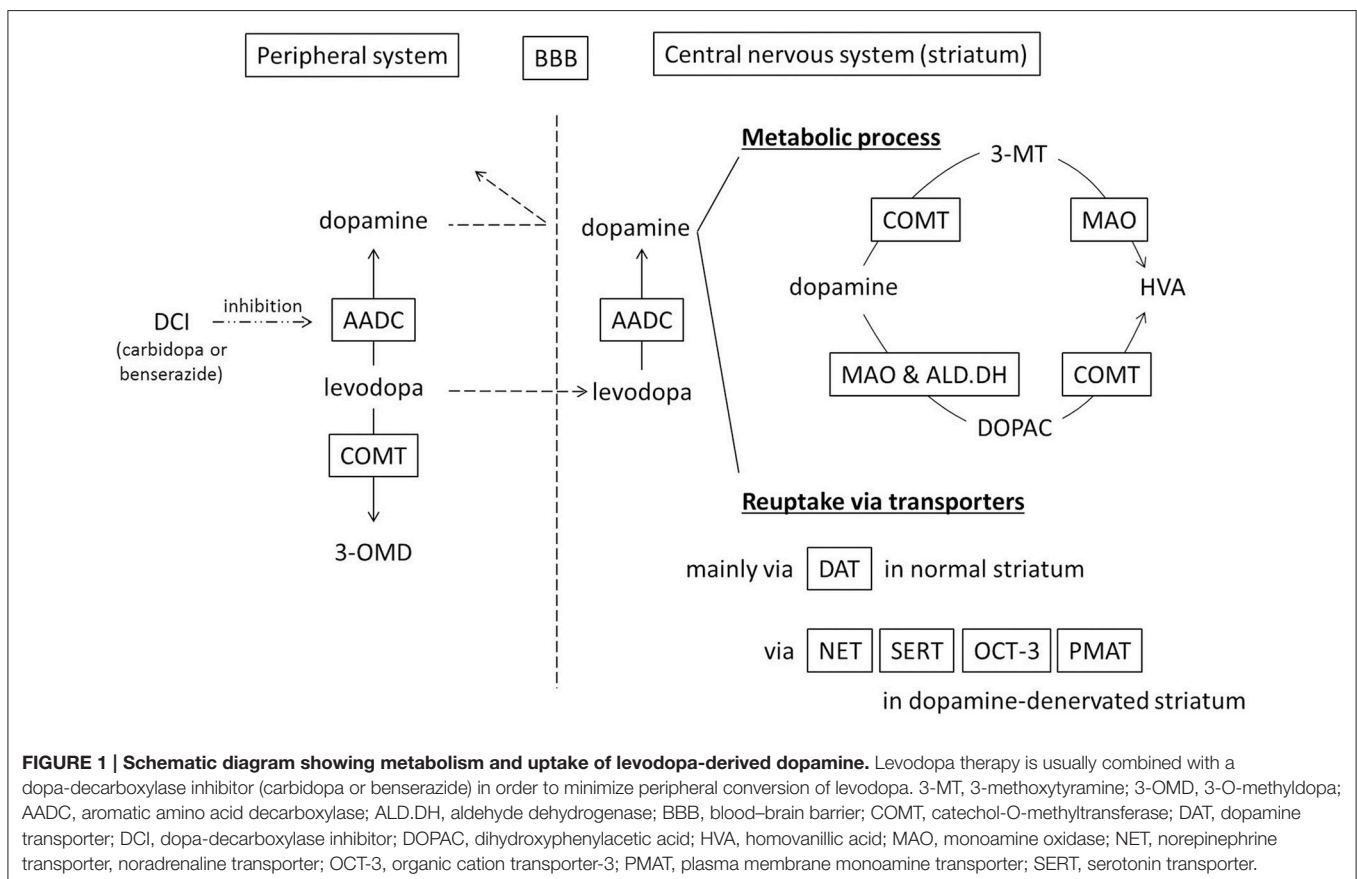 Peripheral system
BBB
Central nervous system (striatum)
Metabolic process
3-MT
COMT
MAO
dopamine
dopamine
dopamine
HVA
inhibition
DCI
(carbidopa or
benserazide)
AADC
AADC
MAO & ALD.DH
COMT
levodopa
levodopa
DOPAC
COMT
Reuptake via transporters
3-OMD
mainly via DAT in normal striatum
via NET SERT OCT-3 PMAT
in dopamine-denervated striatum
FIGURE 1 | Schematic diagram showing metabolism and uptake of levodopa-derived dopamine. Levodopa therapy is usually combined with a
dopa-decarboxylase inhibitor (carbidopa or benserazide) in order to minimize peripheral conversion of levodopa. 3-MT, 3-methoxytyramine; 3-OMD, 3-O-methyldopa;
AADC, aromatic amino acid decarboxylase; ALD.DH, aldehyde dehydrogenase; BBB, blood–brain barrier; COMT, catechol-O-methyltransferase; DAT, dopamine
transporter; DCI, dopa-decarboxylase inhibitor; DOPAC, dihydroxyphenylacetic acid; HVA, homovanillic acid; MAO, monoamine oxidase; NET, norepinephrine
transporter, noradrenaline transporter; OCT-3, organic cation transporter-3; PMAT, plasma membrane monoamine transporter; SERT, serotonin transporter.